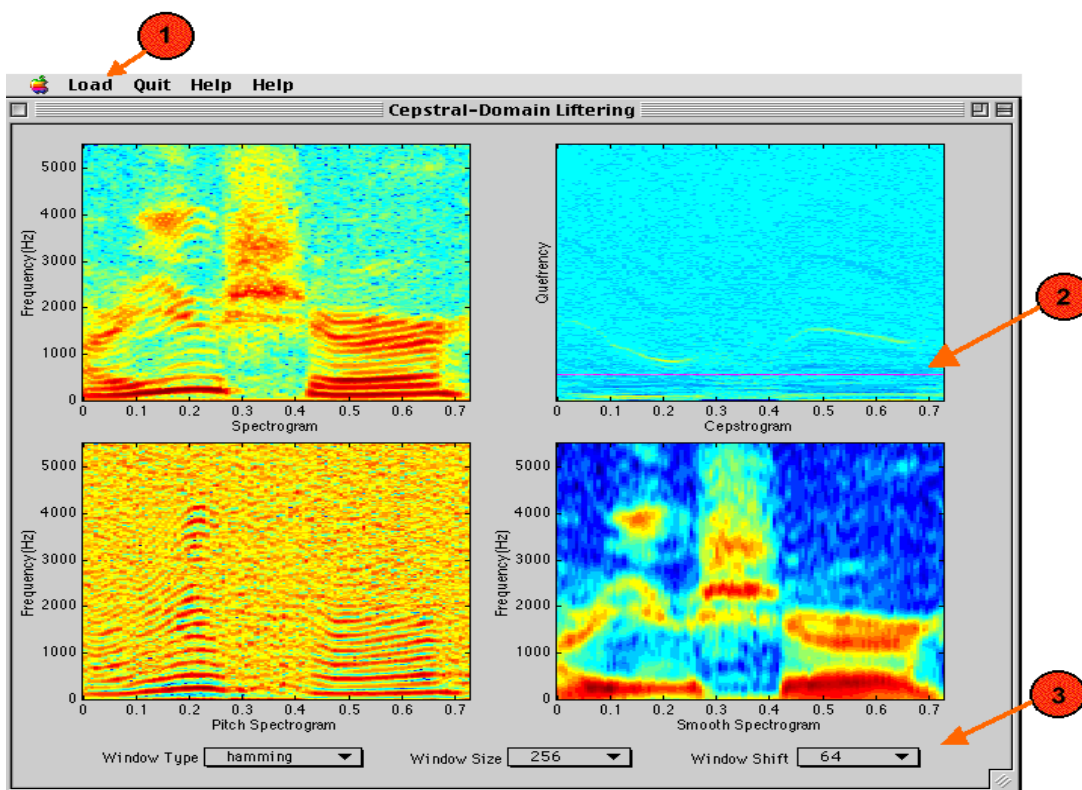 1
Load Quit Help Help
Cepstral-Domain Liftering
5000
4000
3000
2000
1000
0
Frequency(Hz)
0 0.1 0.2 0.3 0.4 0.5 0.6 0.7
Spectrogram
Quefrency
0 0.1 0.2 0.3 0.4 0.5 0.6 0.7
Cepstrogram
2
5000
4000
3000
2000
1000
0
Frequency(Hz)
0 0.1 0.2 0.3 0.4 0.5 0.6 0.7
Pitch Spectrogram
5000
4000
3000
2000
1000
0
Frequency(Hz)
0 0.1 0.2 0.3 0.4 0.5 0.6 0.7
Smooth Spectrogram
3
Window Type hamming Window Size 256 Window Shift 64